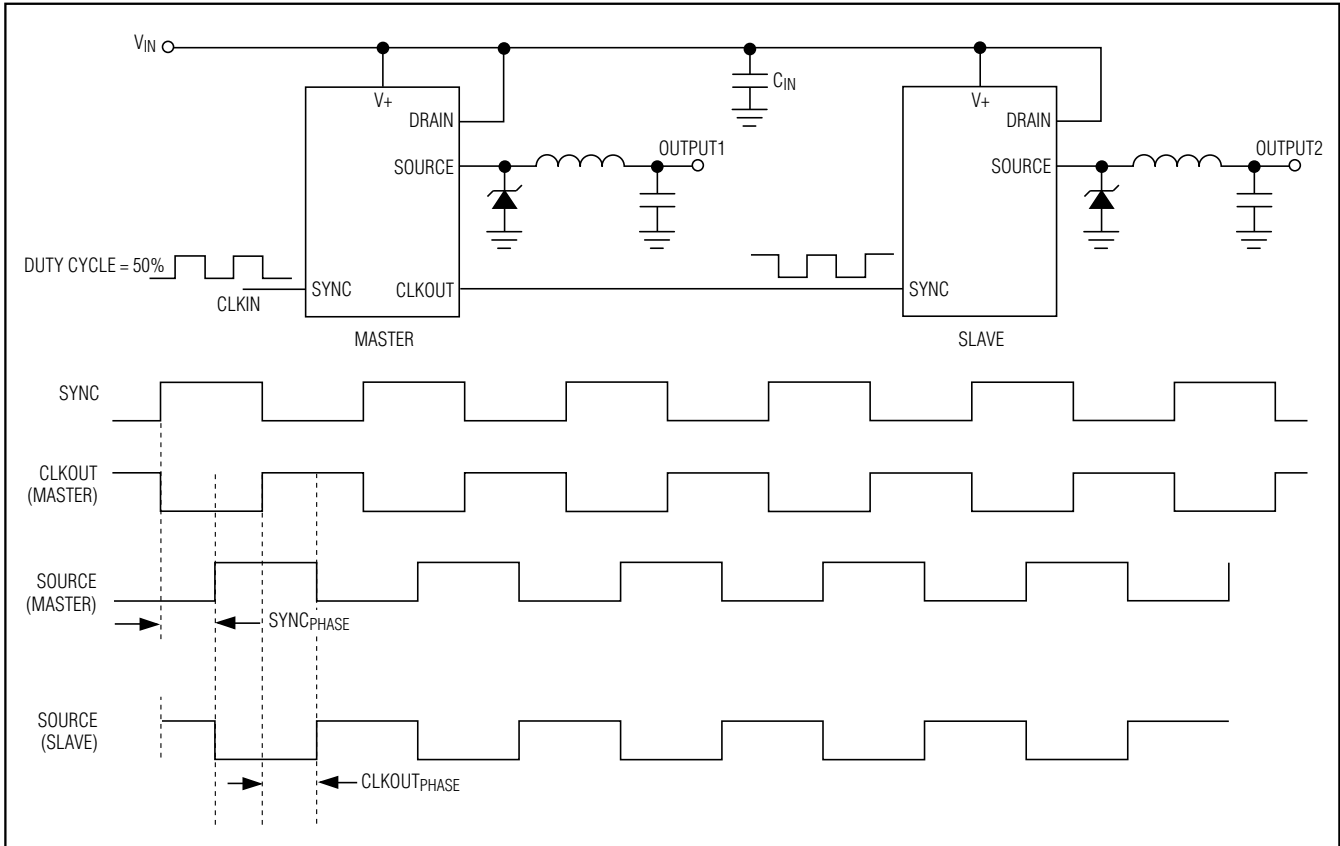 VIN
V+
DRAIN
SOURCE
OUTPUT1
CIN
V+
DRAIN
SOURCE
OUTPUT2
DUTY CYCLE = 50%
CLKIN
SYNC
CLKOUT
SYNC
MASTER
SLAVE
SYNC
CLKOUT
(MASTER)
SOURCE
(MASTER)
SYNCPHASE
SOURCE
(SLAVE)
CLKOUTPHASE